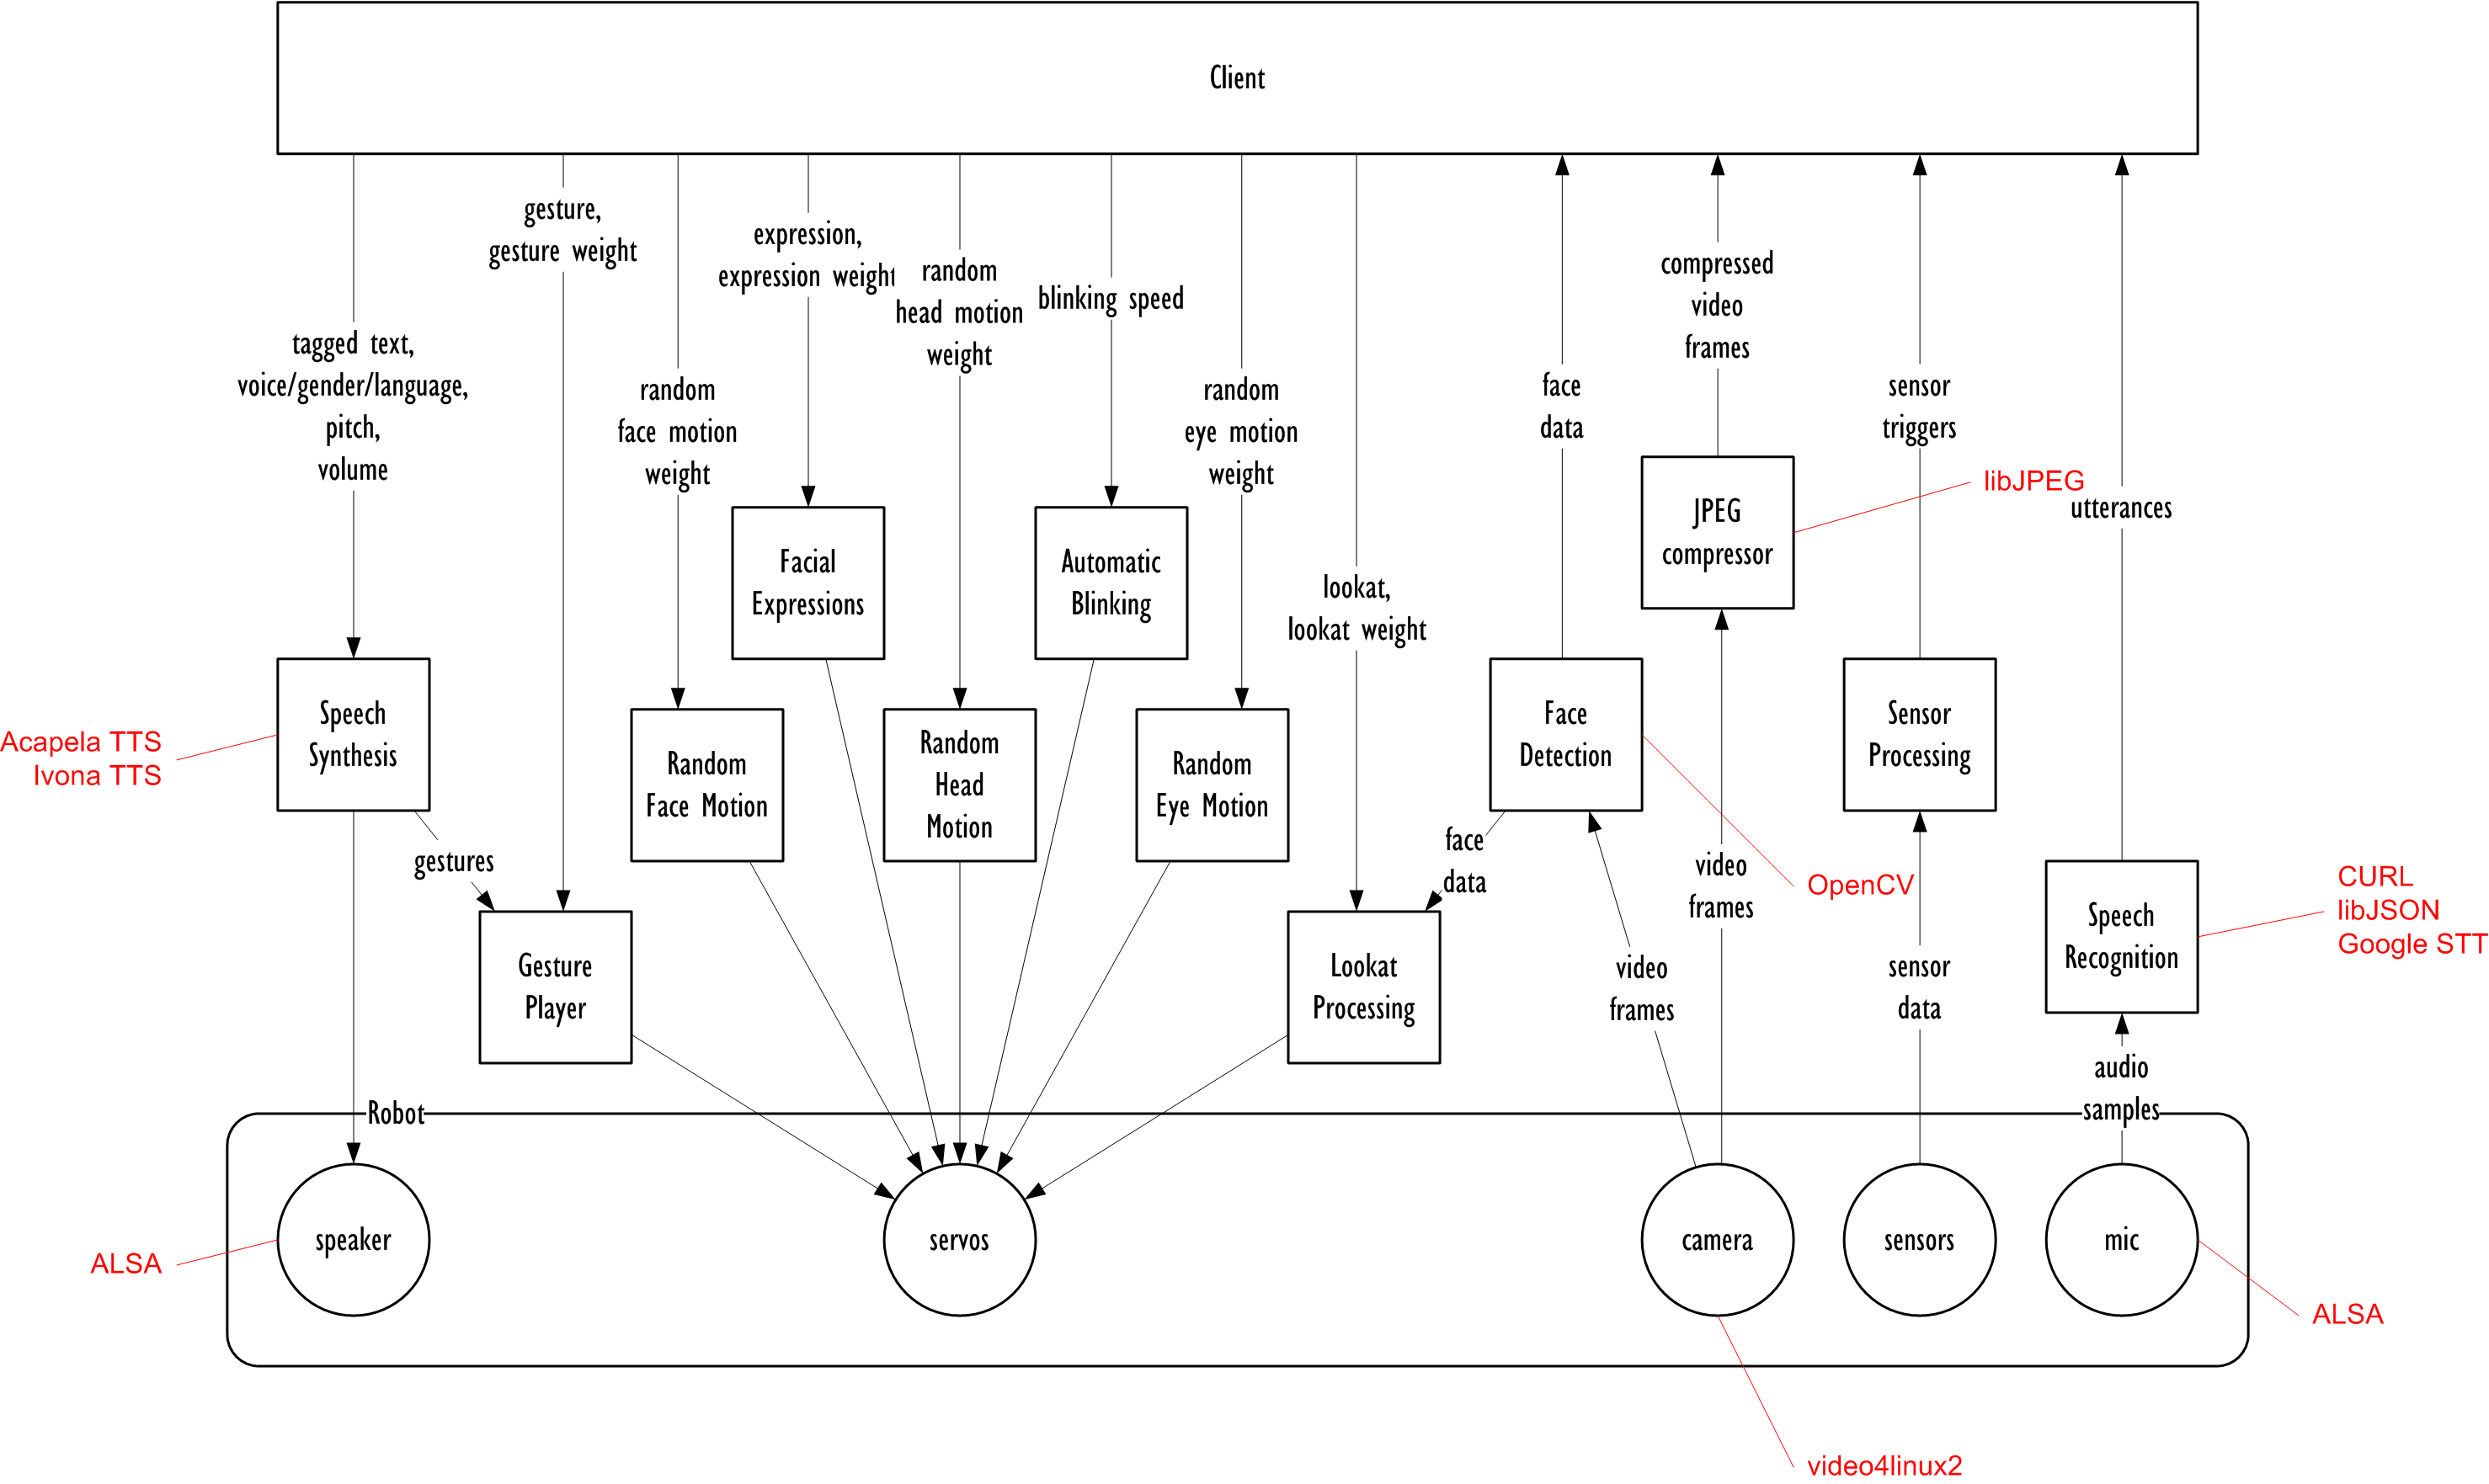 Client
gesture,
gesture weight
expression,
expression weight
random
head motion
weight
blinking speed
compressed
video
frames
tagged text,
voice/gender/language,
pitch,
volume
random
face motion
weight
random
eye motion
weight
face
data
sensor
triggers
utterances
libJPEG
JPEG
compressor
Facial
Expressions
Automatic
Blinking
lookat,
lookat weight
Speech
Synthesis
Acapela TTS
Ivona TTS
Random
Face Motion
Random
Head
Motion
Random
Eye Motion
Face
Detection
Sensor
Processing
gestures
face
data
video
frames
OpenCV
CURL
libJSON
Google STT
Gesture
Player
Lookat
Processing
video
frames
sensor
data
Speech
Recognition
audio
samples
Robot
speaker
servos
camera
sensors
mic
ALSA
ALSA
video4linux2